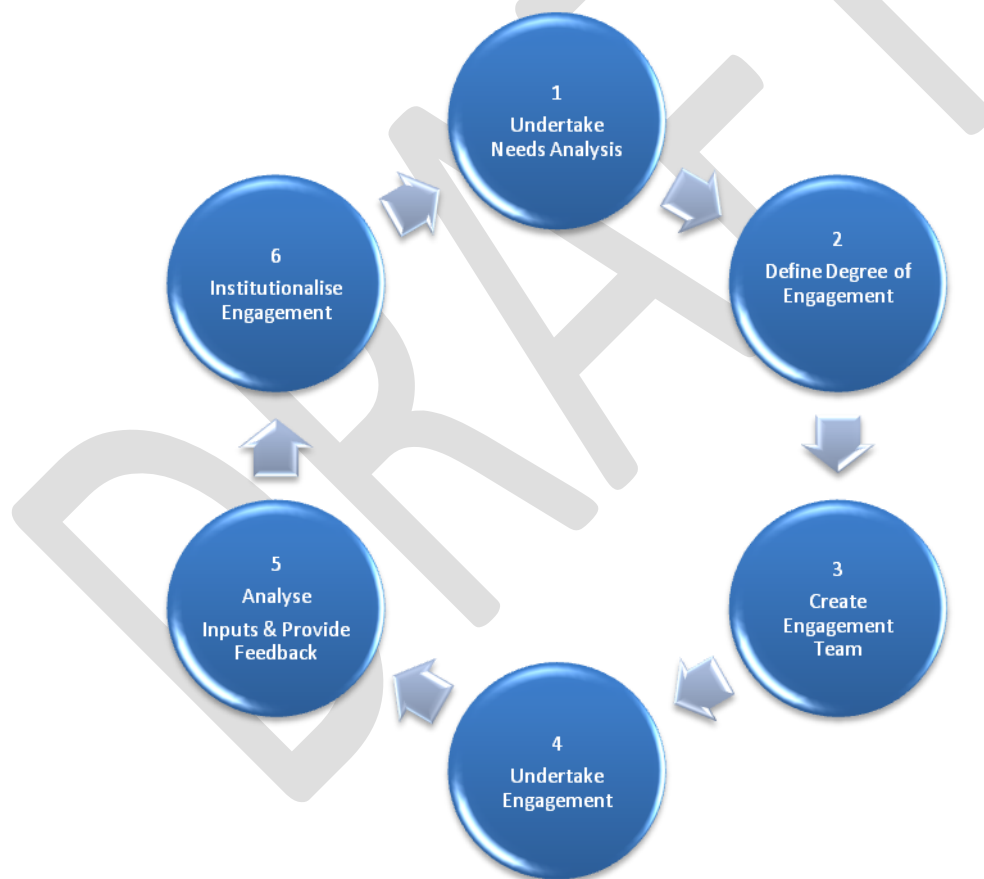 1
Undertake
Needs Analysis
2
Define Degree of
Engagement
3
Create
Engagement
Team
4
Undertake
Engagement
5
Analyse
Inputs & Provide
Feedback
6
Institutionalise
Engagement
DRAFT